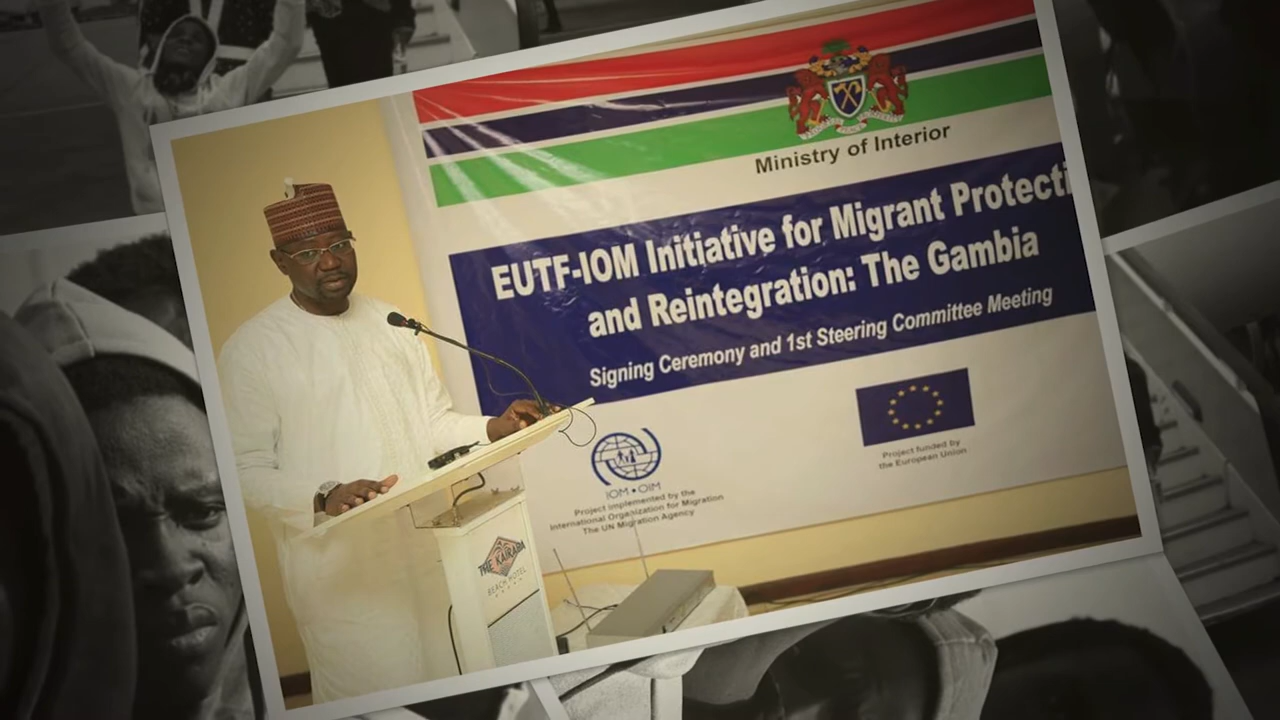 Ministry of Interior
EUTF-IOM Initiative for Migrant Protecti
and Reintegration: The Gambia
Signing Ceremony and 1st Steering Committee Meeting
IOM • OIM
Project implemented by the
International Organization for Migration
The UN Migration Agency
Project funded by
the European Union
THE KAIRABA
BEACH HOTEL